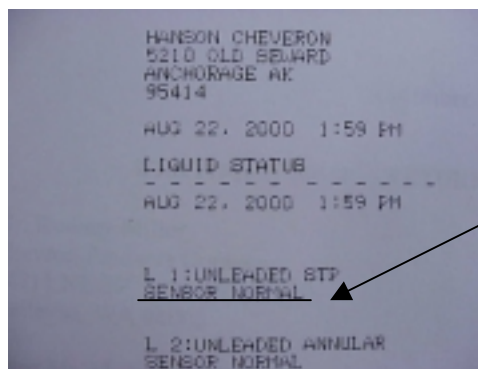 HANSON CHEVERON
5210 OLD SEWARD
ANCHORAGE AK
95414
AUG 22, 2000 1:59 PM
LIQUID STATUS
- - - - - - - - - - - -
AUG 22, 2000 1:59 PM
L 1:UNLEADED STP
SENSOR NORMAL
L 2:UNLEADED ANNULAR
SENSOR NORMAL